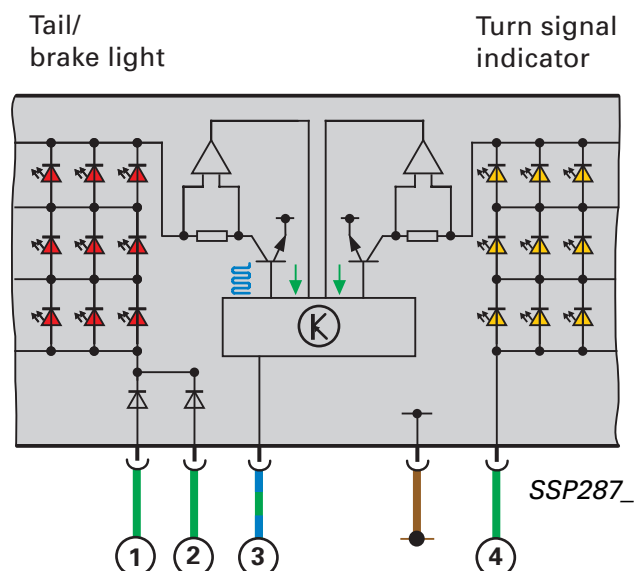 Tail/
brake light
Turn signal
indicator
K
SSP287_
1
2
3
4